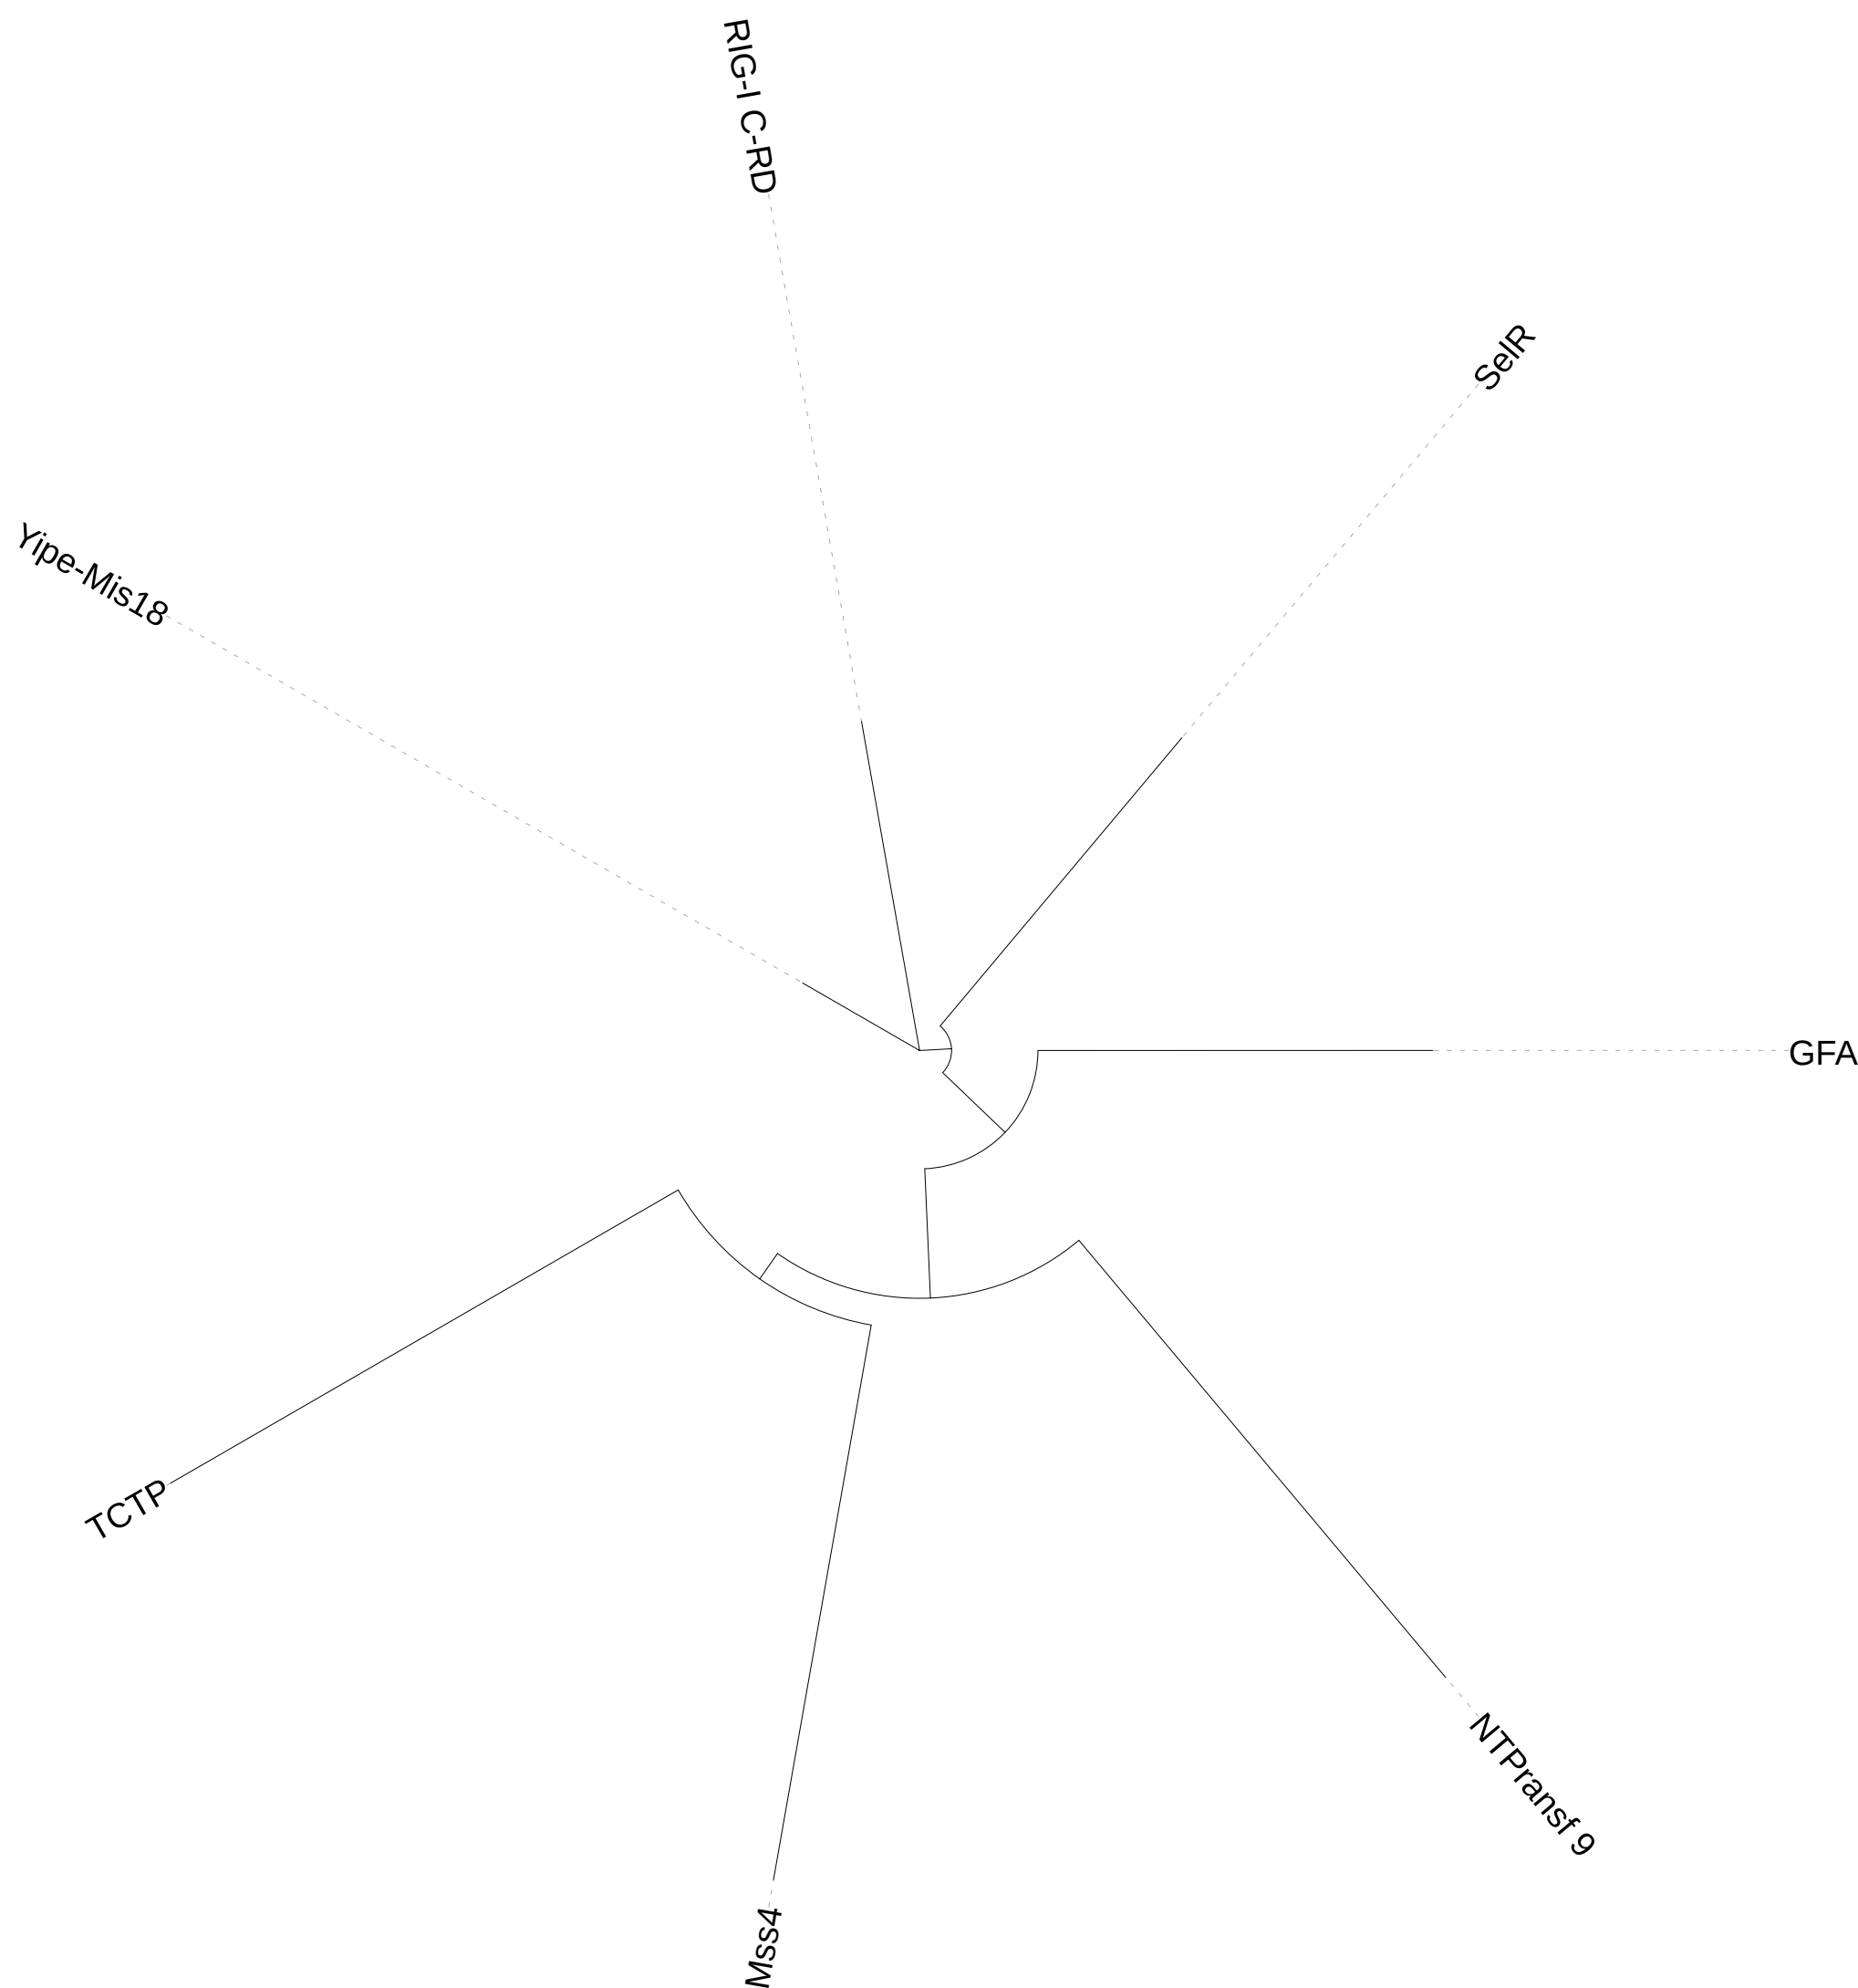 RIG-I C-RD
SelR
Yipe-Mis18
GFA
TCTP
NTPransf 9
Mss4